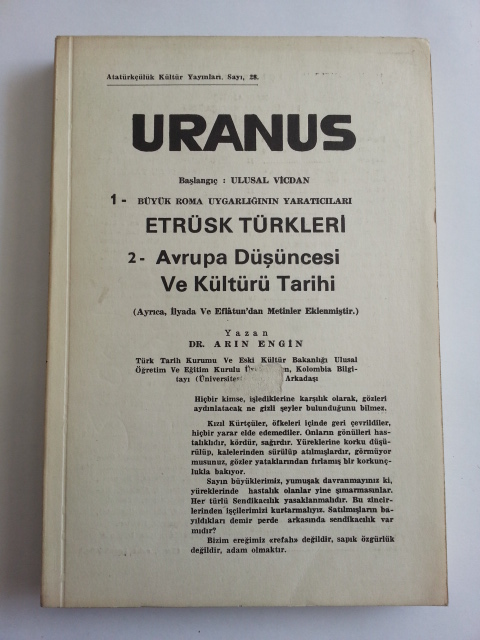 Atatürkçülük Kültür Yayınları. Sayı, 28.
URANUS
Başlangıç : ULUSAL VİCDAN
1 - BÜYÜK ROMA UYGARLIĞININ YARATICILARI
ETRÜSK TÜRKLERİ
2 - Avrupa Düşüncesi
Ve Kültürü Tarihi
(Ayrıca, İlyada Ve Eflâtun'dan Metinler Eklenmiştir.)
Yazan
DR. ARIN ENGİN
Türk Tarih Kurumu Ve Eski Kültür Bakanlığı Ulusal
Öğretim Ve Eğitim Kurulu Kolombia Bilgi-
tayı Arkadaşı
Hiçbir kimse, işlediklerine karşılık olarak, gözleri
aydınlatacak ne gizli şeyler bulunduğunu bilmez.
Kızıl Kürtçüler, öfkeleri içinde geri çevrildiler,
hiçbir yarar elde edemediler. Onların gönülleri has-
talıklıdır, kördür, sağırdır. Yüreklerine korku düşü-
rülüp, kalelerinden sürülüp atılmışlardır, görmüyor
musunuz, gözler yataklarından fırlamış bir korkunç-
lukla bakıyor.
Sayın büyüklerimiz, yumuşak davranmayınız ki,
yüreklerinde hastalık olanlar yine şımarmasınlar.
Her türlü Sendikacılık yasaklanmalıdır. Bu zincir-
lerinden işçilerimizi kurtarmalıyız. Satılmışların ba-
yıldıkları demir perde arkasında sendikacılık var
mıdır?
Bizim ereğimiz «refah» değildir, sapık özgürlük
değildir, adam olmaktır.